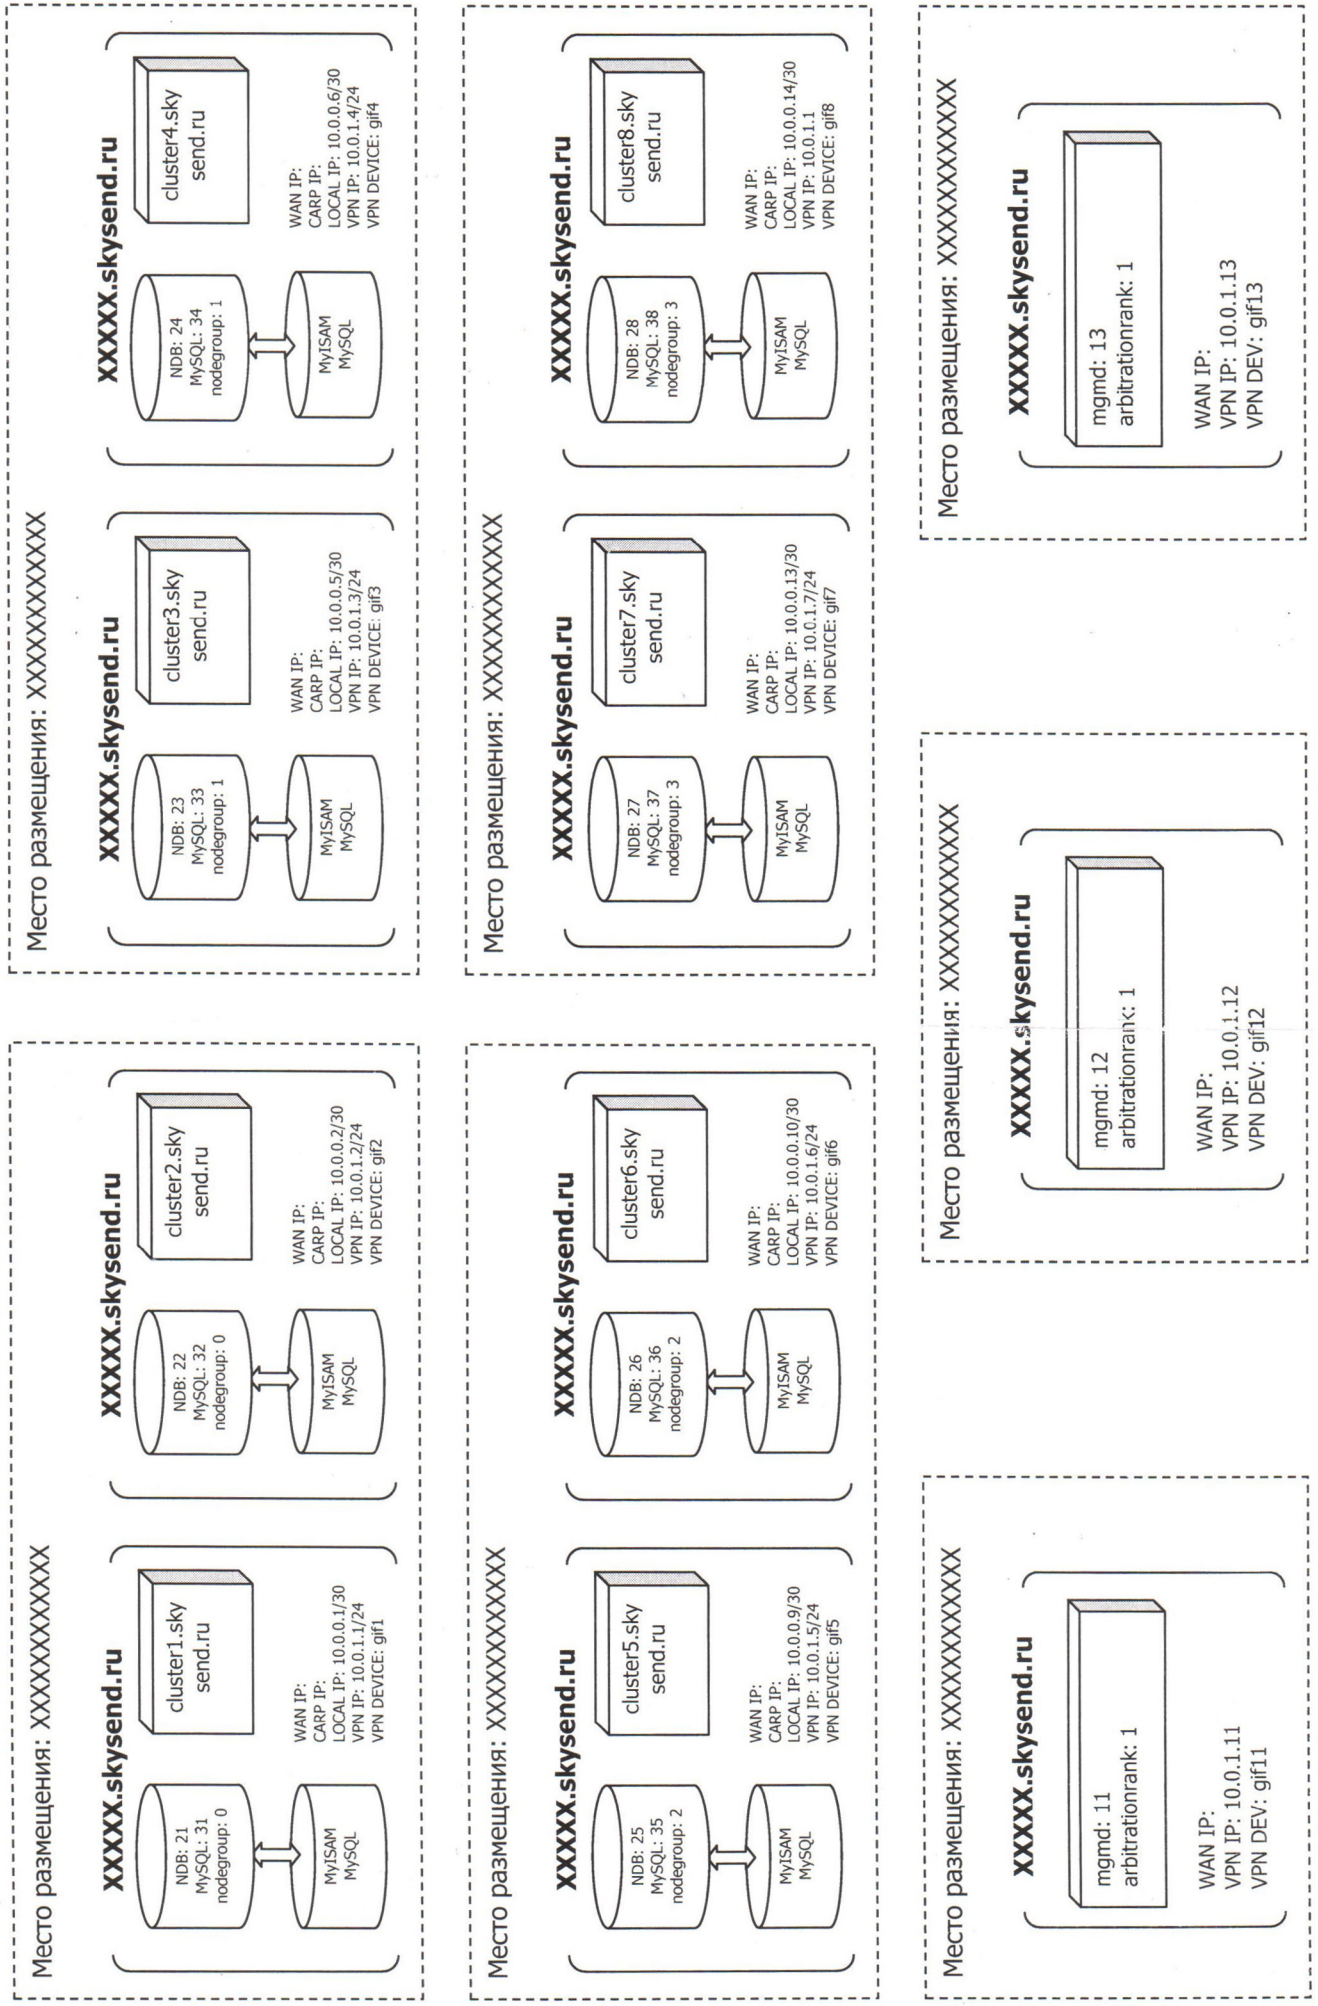 Место размещения: XXXXXXXXXXX
XXXXX.skysend.ru
NDB: 21
MySQL: 31
nodegroup: 0
MyISAM
MySQL
cluster1.sky
send.ru
WAN IP:
CARP IP:
LOCAL IP: 10.0.0.1/30
VPN IP: 10.0.1.1/24
VPN DEVICE: gif1
XXXXX.skysend.ru
NDB: 22
MySQL: 32
nodegroup: 0
MyISAM
MySQL
cluster2.sky
send.ru
WAN IP:
CARP IP:
LOCAL IP: 10.0.0.2/30
VPN IP: 10.0.1.2/24
VPN DEVICE: gif2
Место размещения: XXXXXXXXXXX
XXXXX.skysend.ru
NDB: 23
MySQL: 33
nodegroup: 1
MyISAM
MySQL
cluster3.sky
send.ru
WAN IP:
CARP IP:
LOCAL IP: 10.0.0.5/30
VPN IP: 10.0.1.3/24
VPN DEVICE: gif3
XXXXX.skysend.ru
NDB: 24
MySQL: 34
nodegroup: 1
MyISAM
MySQL
cluster4.sky
send.ru
WAN IP:
CARP IP:
LOCAL IP: 10.0.0.6/30
VPN IP: 10.0.1.4/24
VPN DEVICE: gif4
Место размещения: XXXXXXXXXXX
XXXXX.skysend.ru
NDB: 25
MySQL: 35
nodegroup: 2
MyISAM
MySQL
cluster5.sky
send.ru
WAN IP:
CARP IP:
LOCAL IP: 10.0.0.9/30
VPN IP: 10.0.1.5/24
VPN DEVICE: gif5
XXXXX.skysend.ru
NDB: 26
MySQL: 36
nodegroup: 2
MyISAM
MySQL
cluster6.sky
send.ru
WAN IP:
CARP IP:
LOCAL IP: 10.0.0.10/30
VPN IP: 10.0.1.6/24
VPN DEVICE: gif6
Место размещения: XXXXXXXXXXX
XXXXX.skysend.ru
NDB: 27
MySQL: 37
nodegroup: 3
MyISAM
MySQL
cluster7.sky
send.ru
WAN IP:
CARP IP:
LOCAL IP: 10.0.0.13/30
VPN IP: 10.0.1.7/24
VPN DEVICE: gif7
XXXXX.skysend.ru
NDB: 28
MySQL: 38
nodegroup: 3
MyISAM
MySQL
cluster8.sky
send.ru
WAN IP:
CARP IP:
LOCAL IP: 10.0.0.14/30
VPN IP: 10.0.1.1
VPN DEVICE: gif8
Место размещения: XXXXXXXXXXX
XXXXX.skysend.ru
mgmd: 11
arbitrationrank: 1
WAN IP:
VPN IP: 10.0.1.11
VPN DEV: gif11
Место размещения: XXXXXXXXXXX
XXXXX.skysend.ru
mgmd: 12
arbitrationrank: 1
WAN IP:
VPN IP: 10.0.1.12
VPN DEV: gif12
Место размещения: XXXXXXXXXXX
XXXXX.skysend.ru
mgmd: 13
arbitrationrank: 1
WAN IP:
VPN IP: 10.0.1.13
VPN DEV: gif13